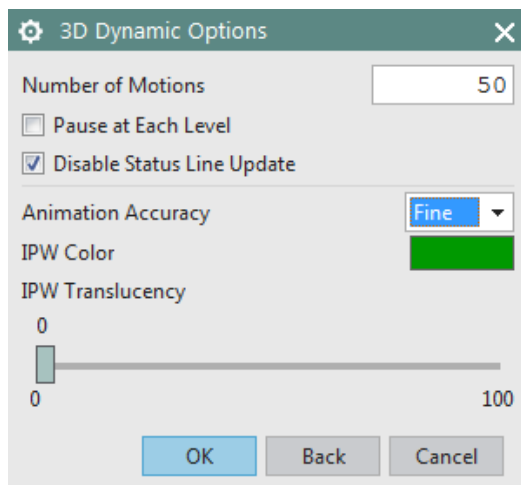 3D Dynamic Options
Number of Motions 50
Pause at Each Level
Disable Status Line Update
Animation Accuracy Fine
IPW Color
IPW Translucency
0
0 100
OK Back Cancel